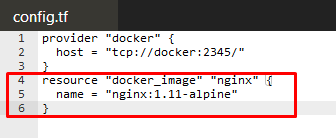 config.tf
1 provider "docker" {
2   host = "tcp://docker:2345/"
3 }
4 resource "docker_image" "nginx" {
5   name = "nginx:1.11-alpine"
6 }